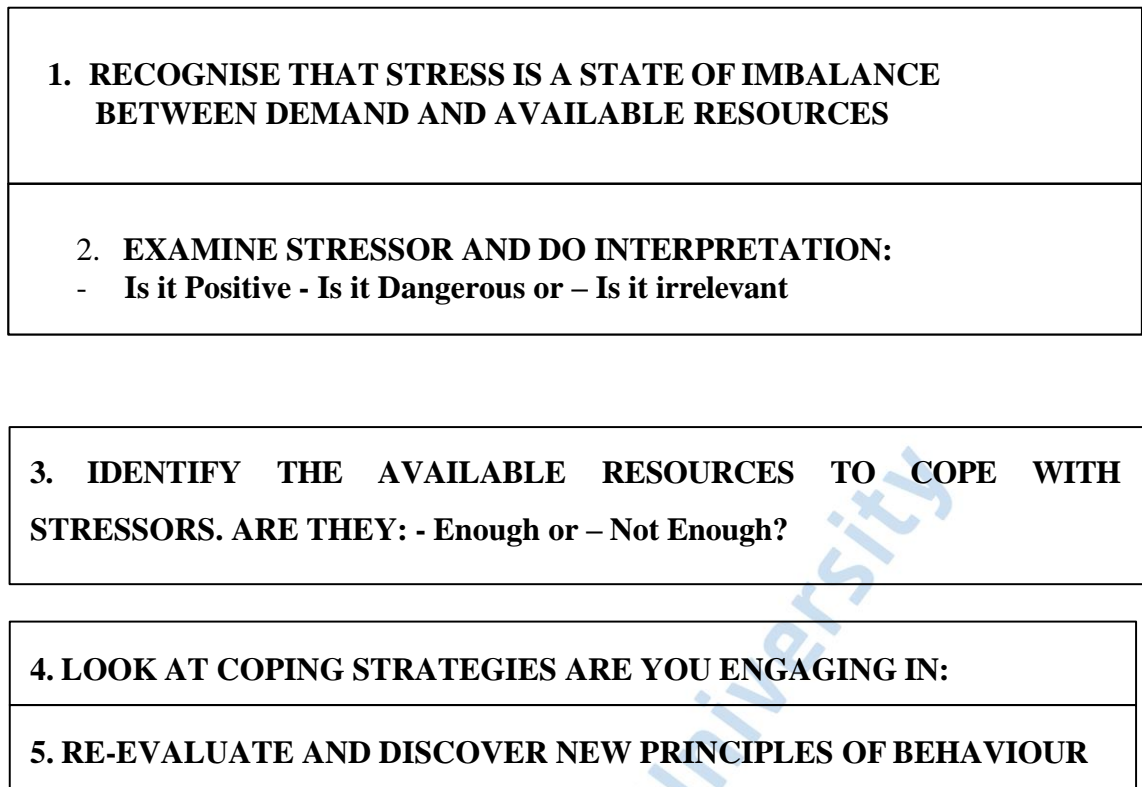 1. RECOGNISE THAT STRESS IS A STATE OF IMBALANCE
BETWEEN DEMAND AND AVAILABLE RESOURCES
2. EXAMINE STRESSOR AND DO INTERPRETATION:
- Is it Positive - Is it Dangerous or – Is it irrelevant
3. IDENTIFY THE AVAILABLE RESOURCES TO COPE WITH
STRESSORS. ARE THEY: - Enough or – Not Enough?
4. LOOK AT COPING STRATEGIES ARE YOU ENGAGING IN:
5. RE-EVALUATE AND DISCOVER NEW PRINCIPLES OF BEHAVIOUR
University